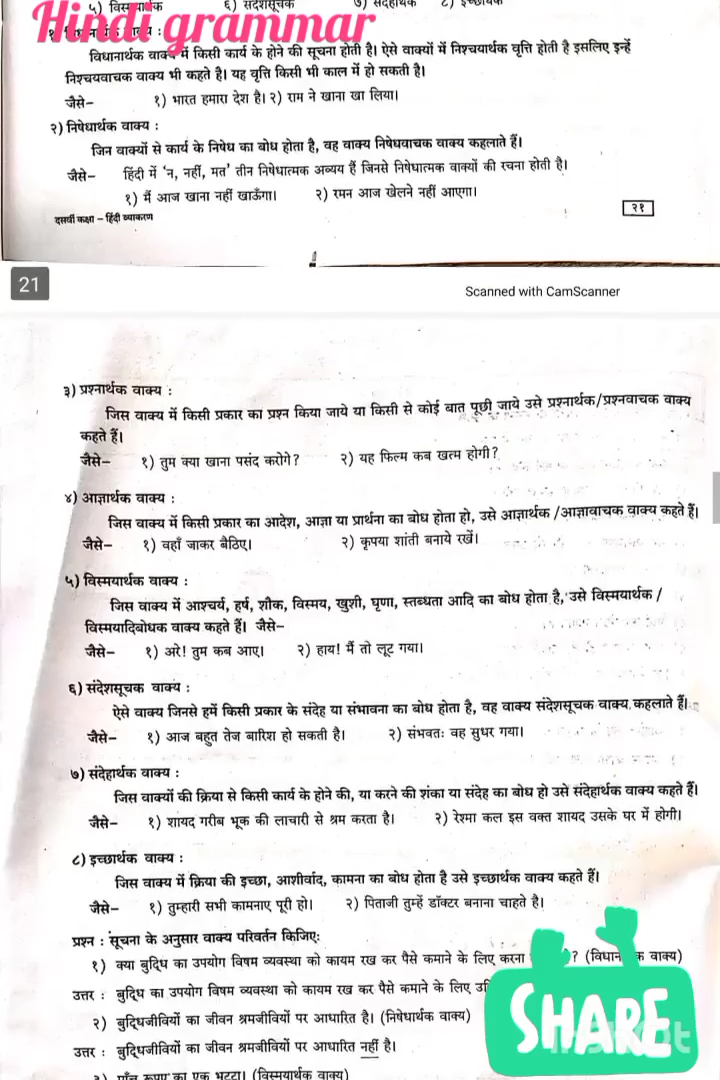 ५) विस्मयार्थक ६) संदेशसूचक ७) संदेहार्थक ८) इच्छार्थक
Hindi grammar
विधानार्थक वाक्य में किसी कार्य के होने की सूचना होती है। ऐसे वाक्यों में निश्चयार्थक वृत्ति होती है इसलिए इन्हें
निश्चयवाचक वाक्य भी कहते है। यह वृत्ति किसी भी काल में हो सकती है।
जैसे– १) भारत हमारा देश है। २) राम ने खाना खा लिया।
२) निषेधार्थक वाक्य :
जिन वाक्यों से कार्य के निषेध का बोध होता है, वह वाक्य निषेधवाचक वाक्य कहलाते हैं।
जैसे– हिंदी में 'न, नहीं, मत' तीन निषेधात्मक अव्यय हैं जिनसे निषेधात्मक वाक्यों की रचना होती है।
१) मैं आज खाना नहीं खाऊँगा। २) रमन आज खेलने नहीं आएगा।
दसवीं कक्षा – हिंदी व्याकरण २१
21
Scanned with CamScanner
३) प्रश्नार्थक वाक्य :
जिस वाक्य में किसी प्रकार का प्रश्न किया जाये या किसी से कोई बात पूछी जाये उसे प्रश्नार्थक/प्रश्नवाचक वाक्य
कहते हैं।
जैसे– १) तुम क्या खाना पसंद करोगे? २) यह फिल्म कब खत्म होगी?
४) आज्ञार्थक वाक्य :
जिस वाक्य में किसी प्रकार का आदेश, आज्ञा या प्रार्थना का बोध होता हो, उसे आज्ञार्थक /आज्ञावाचक वाक्य कहते हैं।
जैसे– १) वहाँ जाकर बैठिए। २) कृपया शांती बनाये रखें।
५) विस्मयार्थक वाक्य :
जिस वाक्य में आश्चर्य, हर्ष, शौक, विस्मय, खुशी, घृणा, स्तब्धता आदि का बोध होता है, उसे विस्मयार्थक /
विस्मयादिबोधक वाक्य कहते हैं। जैसे–
जैसे– १) अरे! तुम कब आए। २) हाय! मैं तो लूट गया।
६) संदेशसूचक वाक्य :
ऐसे वाक्य जिनसे हमें किसी प्रकार के संदेह या संभावना का बोध होता है, वह वाक्य संदेशसूचक वाक्य कहलाते हैं।
जैसे– १) आज बहुत तेज बारिश हो सकती है। २) संभवतः वह सुधर गया।
७) संदेहार्थक वाक्य :
जिस वाक्यों की क्रिया से किसी कार्य के होने की, या करने की शंका या संदेह का बोध हो उसे संदेहार्थक वाक्य कहते हैं।
जैसे– १) शायद गरीब भूक की लाचारी से श्रम करता है। २) रेश्मा कल इस वक्त शायद उसके घर में होगी।
८) इच्छार्थक वाक्य :
जिस वाक्य में क्रिया की इच्छा, आशीर्वाद, कामना का बोध होता है उसे इच्छार्थक वाक्य कहते हैं।
जैसे– १) तुम्हारी सभी कामनाए पूरी हो। २) पिताजी तुम्हें डॉक्टर बनाना चाहते है।
प्रश्न : सूचना के अनुसार वाक्य परिवर्तन किजिए:
१) क्या बुद्धि का उपयोग विषम व्यवस्था को कायम रख कर पैसे कमाने के लिए करना ? (विधान क वाक्य)
उत्तर : बुद्धि का उपयोग विषम व्यवस्था को कायम रख कर पैसे कमाने के लिए
२) बुद्धिजीवियों का जीवन श्रमजीवियों पर आधारित है। (निषेधार्थक वाक्य)
उत्तर : बुद्धिजीवियों का जीवन श्रमजीवियों पर आधारित नहीं है।
३) पाँच रूपए का एक भुट्टा। (विस्मयार्थक वाक्य)
SHARE